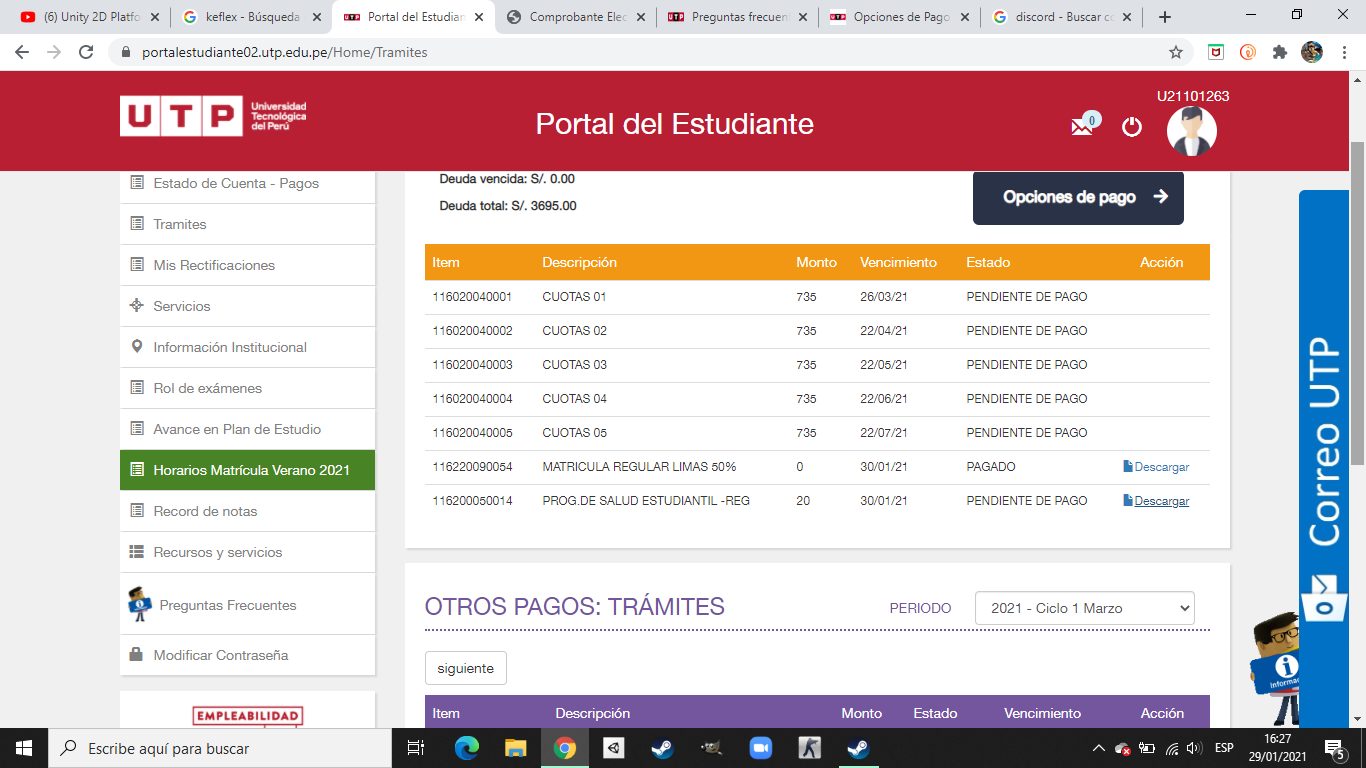 (6) Unity 2D Platfo
keflex - Búsqueda
Portal del Estudian
Comprobante Elec
Preguntas frecuen
Opciones de Pago
discord - Buscar co
portalestudiante02.utp.edu.pe/Home/Tramites
UTP
Universidad
Tecnológica
del Perú
Portal del Estudiante
0
U21101263
Estado de Cuenta - Pagos
Tramites
Mis Rectificaciones
Servicios
Información Institucional
Rol de exámenes
Avance en Plan de Estudio
Horarios Matrícula Verano 2021
Record de notas
Recursos y servicios
Preguntas Frecuentes
Modificar Contraseña
EMPLEABILIDAD
Deuda vencida: S/. 0.00
Deuda total: S/. 3695.00
Opciones de pago
Item Descripción Monto Vencimiento Estado Acción
116020040001 CUOTAS 01 735 26/03/21 PENDIENTE DE PAGO
116020040002 CUOTAS 02 735 22/04/21 PENDIENTE DE PAGO
116020040003 CUOTAS 03 735 22/05/21 PENDIENTE DE PAGO
116020040004 CUOTAS 04 735 22/06/21 PENDIENTE DE PAGO
116020040005 CUOTAS 05 735 22/07/21 PENDIENTE DE PAGO
116220090054 MATRICULA REGULAR LIMAS 50% 0 30/01/21 PAGADO Descargar
116200050014 PROG.DE SALUD ESTUDIANTIL -REG 20 30/01/21 PENDIENTE DE PAGO Descargar
OTROS PAGOS: TRÁMITES
PERIODO
2021 - Ciclo 1 Marzo
siguiente
Item Descripción Monto Estado Vencimiento Acción
Correo UTP
Informac
Escribe aquí para buscar
ESP
16:27
29/01/2021
5